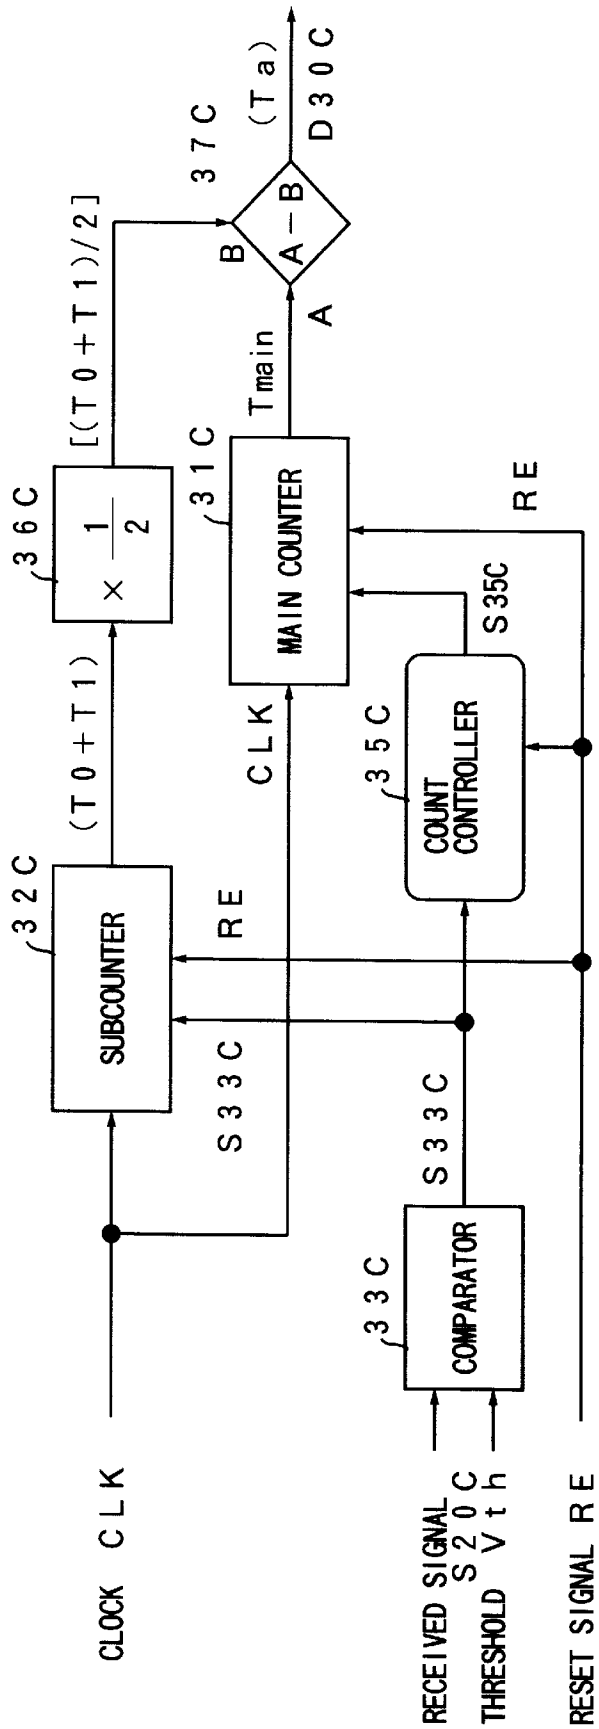 CLOCK CLK
32C
SUBCOUNTER
(T0+T1)
36C
× 1/2
[(T0+T1)/2]
S33C
RE
CLK
31C
MAIN COUNTER
Tmain
A
B
A－B
37C
(Ta)
D30C
RECEIVED SIGNAL
S20C
THRESHOLD Vth
33C
COMPARATOR
S33C
35C
COUNT
CONTROLLER
S35C
RE
RESET SIGNAL RE